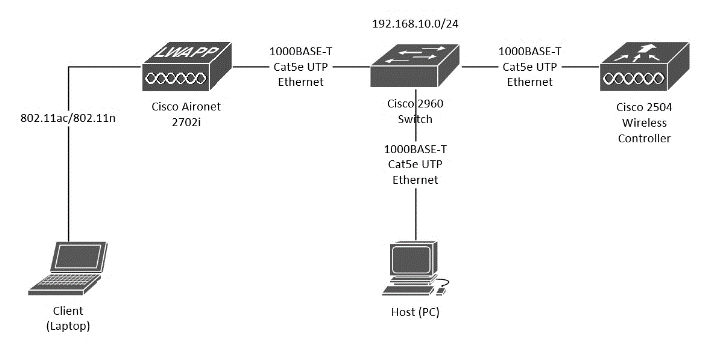 192.168.10.0/24
LWAPP
1000BASE-T
Cat5e UTP
Ethernet
1000BASE-T
Cat5e UTP
Ethernet
Cisco Aironet
2702i
Cisco 2960
Switch
Cisco 2504
Wireless
Controller
802.11ac/802.11n
1000BASE-T
Cat5e UTP
Ethernet
Client
(Laptop)
Host (PC)